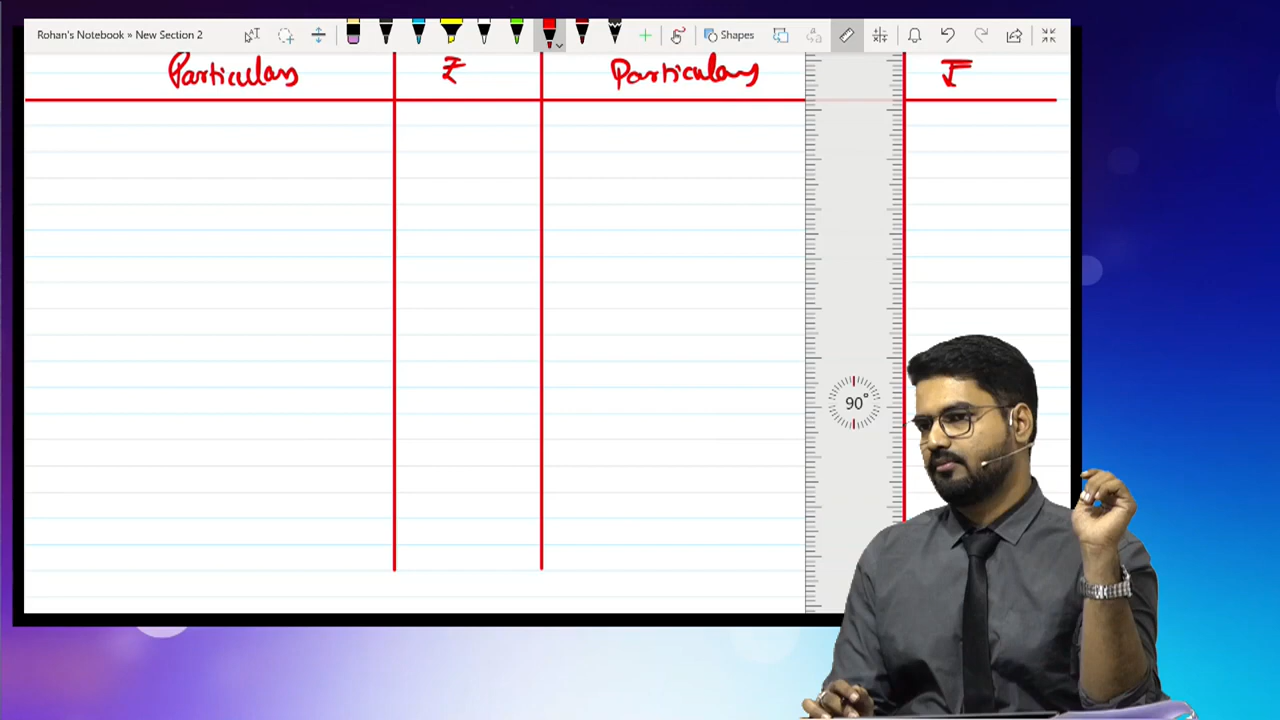 Rohan's Notebook » New Section 2
Shapes
Particulars ₹ Particulars ₹
90°